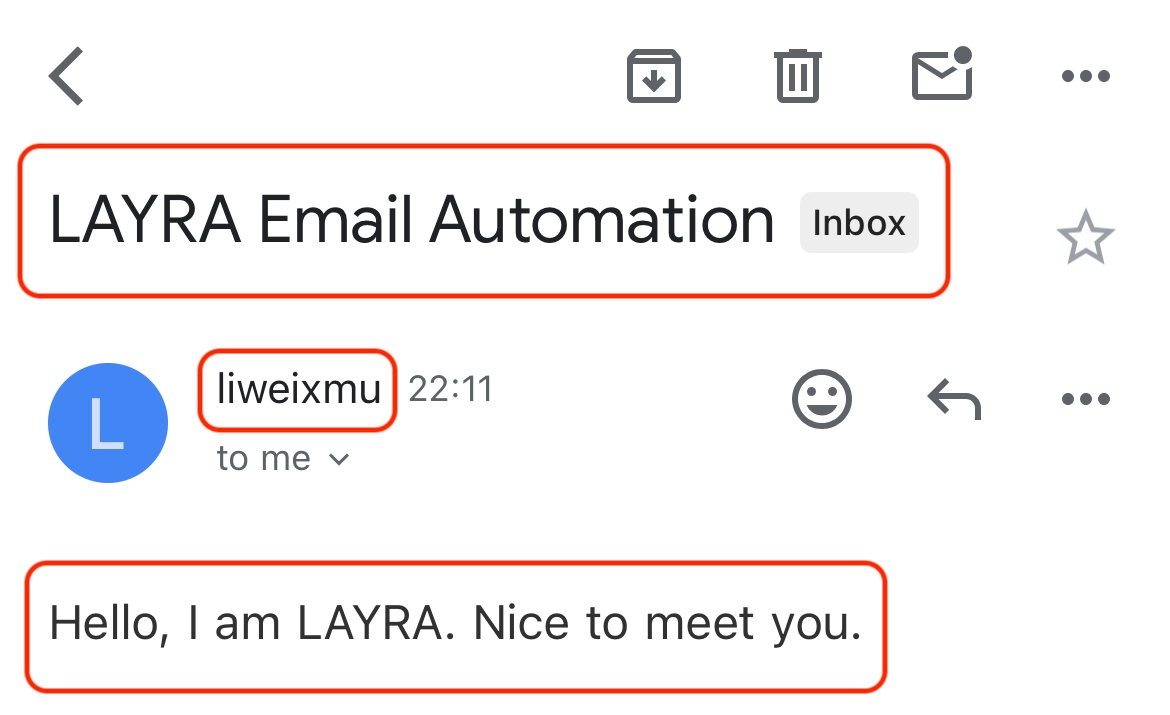 LAYRA Email Automation Inbox
L
liweixmu 22:11
to me
Hello, I am LAYRA. Nice to meet you.